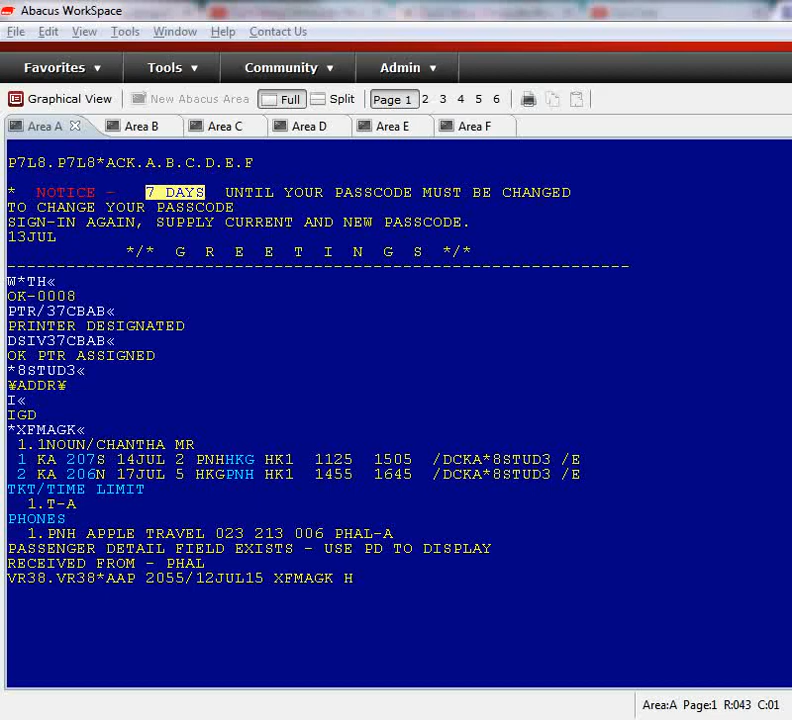 Abacus WorkSpace
File Edit View Tools Window Help Contact Us
Favorites Tools Community Admin
Graphical View New Abacus Area Full Split Page 1 2 3 4 5 6
Area A Area B Area C Area D Area E Area F
P7L8.P7L8*ACK.A.B.C.D.E.F
* NOTICE - 7 DAYS UNTIL YOUR PASSCODE MUST BE CHANGED
TO CHANGE YOUR PASSCODE
SIGN-IN AGAIN, SUPPLY CURRENT AND NEW PASSCODE.
13JUL
*/* G R E E T I N G S */*
----------------------------------------------------------------
W*TH«
OK-0008
PTR/37CBAB«
PRINTER DESIGNATED
DSIV37CBAB«
OK PTR ASSIGNED
*8STUD3«
¥ADDR¥
I«
IGD
*XFMAGK«
1.1NOUN/CHANTHA MR
1 KA 207S 14JUL 2 PNHHKG HK1 1125 1505 /DCKA*8STUD3 /E
2 KA 206N 17JUL 5 HKGPNH HK1 1455 1645 /DCKA*8STUD3 /E
TKT/TIME LIMIT
1.T-A
PHONES
1.PNH APPLE TRAVEL 023 213 006 PHAL-A
PASSENGER DETAIL FIELD EXISTS - USE PD TO DISPLAY
RECEIVED FROM - PHAL
VR38.VR38*AAP 2055/12JUL15 XFMAGK H
Area:A Page:1 R:043 C:01